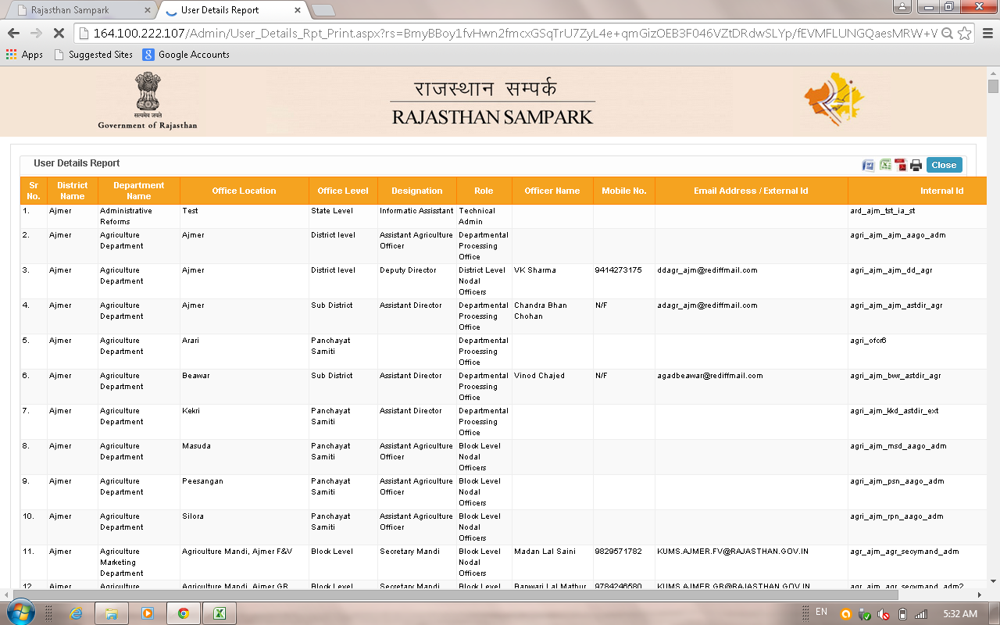 Rajasthan Sampark
User Details Report
164.100.222.107/Admin/User_Details_Rpt_Print.aspx?rs=BmyBBoy1fvHwn2fmcxGSqTrU7ZyL4e+qmGizOEB3F046VZtDRdwSLYp/fEVMFLUNGQaesMRW+V
Apps Suggested Sites Google Accounts
सत्यमेव जयते
Government of Rajasthan
राजस्थान सम्पर्क
RAJASTHAN SAMPARK
User Details Report
Close
Sr No. District Name Department Name Office Location Office Level Designation Role Officer Name Mobile No. Email Address / External Id Internal Id
1. Ajmer Administrative Reforms Test State Level Informatic Assisstant Technical Admin ard_ajm_tst_ia_st
2. Ajmer Agriculture Department Ajmer District level Assistant Agriculture Officer Departmental Processing Office agri_ajm_ajm_aago_adm
3. Ajmer Agriculture Department Ajmer District level Deputy Director District Level Nodal Officers VK Sharma 9414273175 ddagr_ajm@rediffmail.com agri_ajm_ajm_dd_agr
4. Ajmer Agriculture Department Ajmer Sub District Assistant Director Departmental Processing Office Chandra Bhan Chohan N/F adagr_ajm@rediffmail.com agri_ajm_ajm_astdir_agr
5. Ajmer Agriculture Department Arari Panchayat Samiti Departmental Processing Office agri_ofcr6
6. Ajmer Agriculture Department Beawar Sub District Assistant Director Departmental Processing Office Vinod Chajed N/F agadbeawar@rediffmail.com agri_ajm_bwr_astdir_agr
7. Ajmer Agriculture Department Kekri Panchayat Samiti Assistant Director Departmental Processing Office agri_ajm_kkd_astdir_ext
8. Ajmer Agriculture Department Masuda Panchayat Samiti Assistant Agriculture Officer Block Level Nodal Officers agri_ajm_msd_aago_adm
9. Ajmer Agriculture Department Peesangan Panchayat Samiti Assistant Agriculture Officer Block Level Nodal Officers agri_ajm_psn_aago_adm
10. Ajmer Agriculture Department Silora Panchayat Samiti Assistant Agriculture Officer Block Level Nodal Officers agri_ajm_rpn_aago_adm
11. Ajmer Agriculture Marketing Department Agriculture Mandi, Ajmer F&V Block Level Secretary Mandi Block Level Nodal Officers Madan Lal Saini 9829571782 KUMS.AJMER.FV@RAJASTHAN.GOV.IN agr_ajm_agr_secymand_adm
12. Ajmer Agriculture Agriculture Mandi, Ajmer GR Block Level Secretary Mandi Block Level Banwari Lal Mathur 9784246580 KUMS.AJMER.GR@RAJASTHAN.GOV.IN agr_ajm_agr_secymand_adm2
EN
5:32 AM